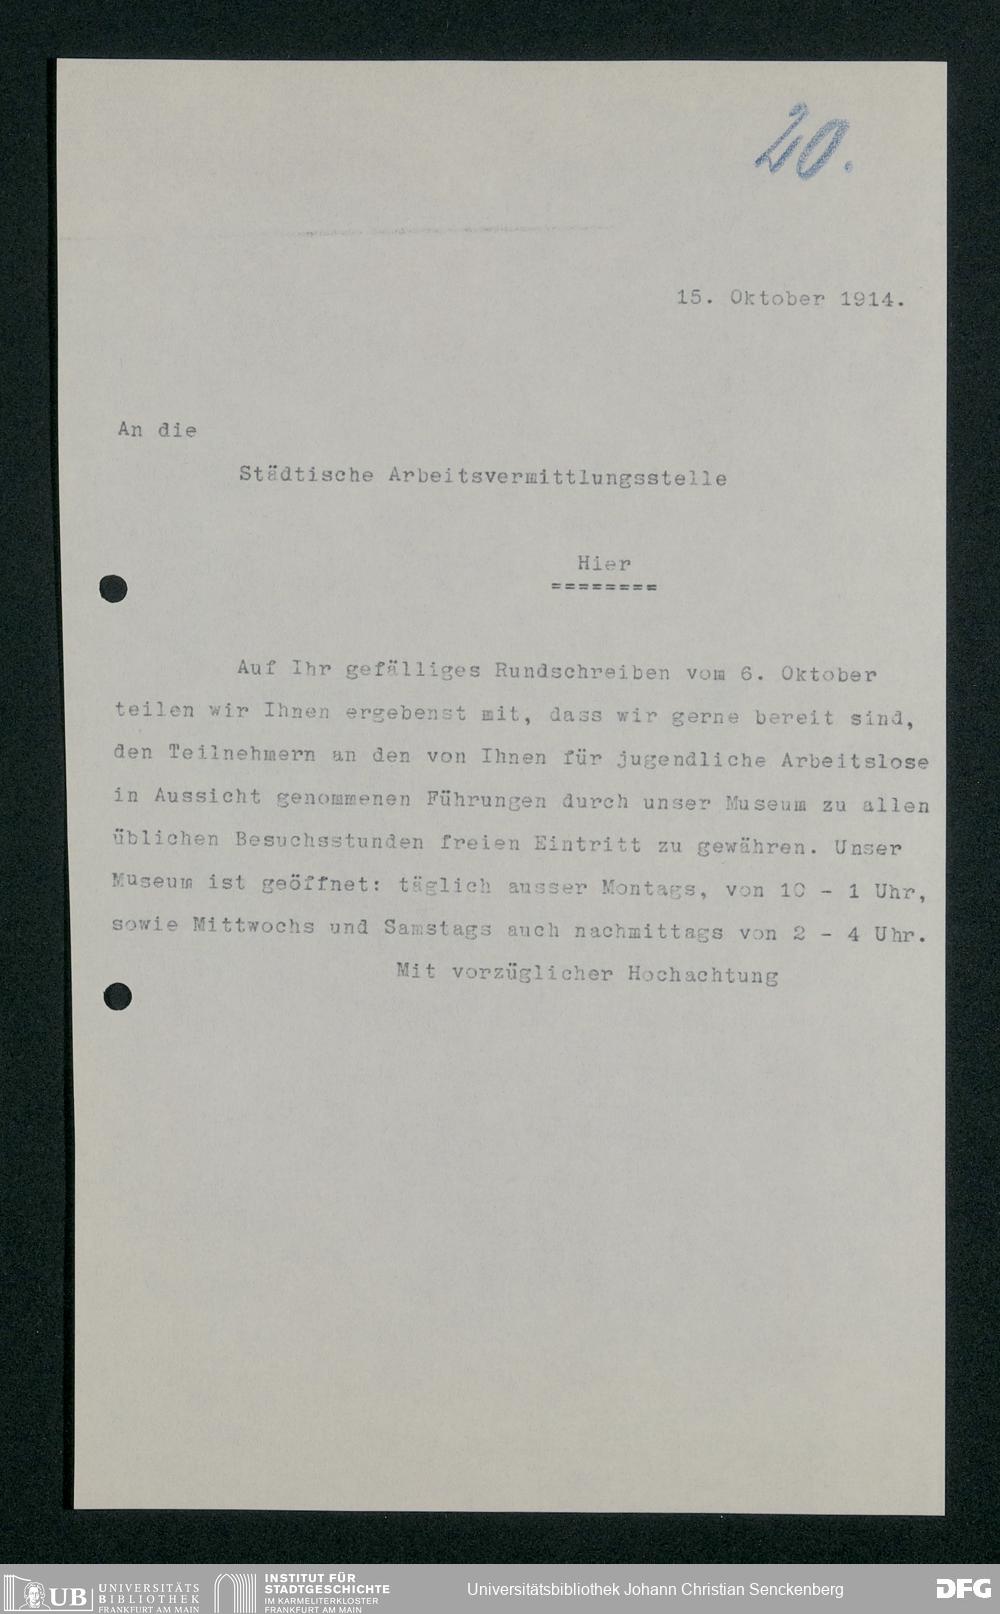 20.
15. Oktober 1914.
An die
Städtische Arbeitsvermittlungsstelle
Hier
========
Auf Ihr gefälliges Rundschreiben vom 6. Oktober
teilen wir Ihnen ergebenst mit, dass wir gerne bereit sind,
den Teilnehmern an den von Ihnen für jugendliche Arbeitslose
in Aussicht genommenen Führungen durch unser Museum zu allen
üblichen Besuchsstunden freien Eintritt zu gewähren. Unser
Museum ist geöffnet: täglich ausser Montags, von 10 - 1 Uhr,
sowie Mittwochs und Samstags auch nachmittags von 2 - 4 Uhr.
Mit vorzüglicher Hochachtung
UB UNIVERSITÄTS
BIBLIOTHEK
FRANKFURT AM MAIN
INSTITUT FÜR
STADTGESCHICHTE
IM KARMELITERKLOSTER
FRANKFURT AM MAIN
Universitätsbibliothek Johann Christian Senckenberg
DFG